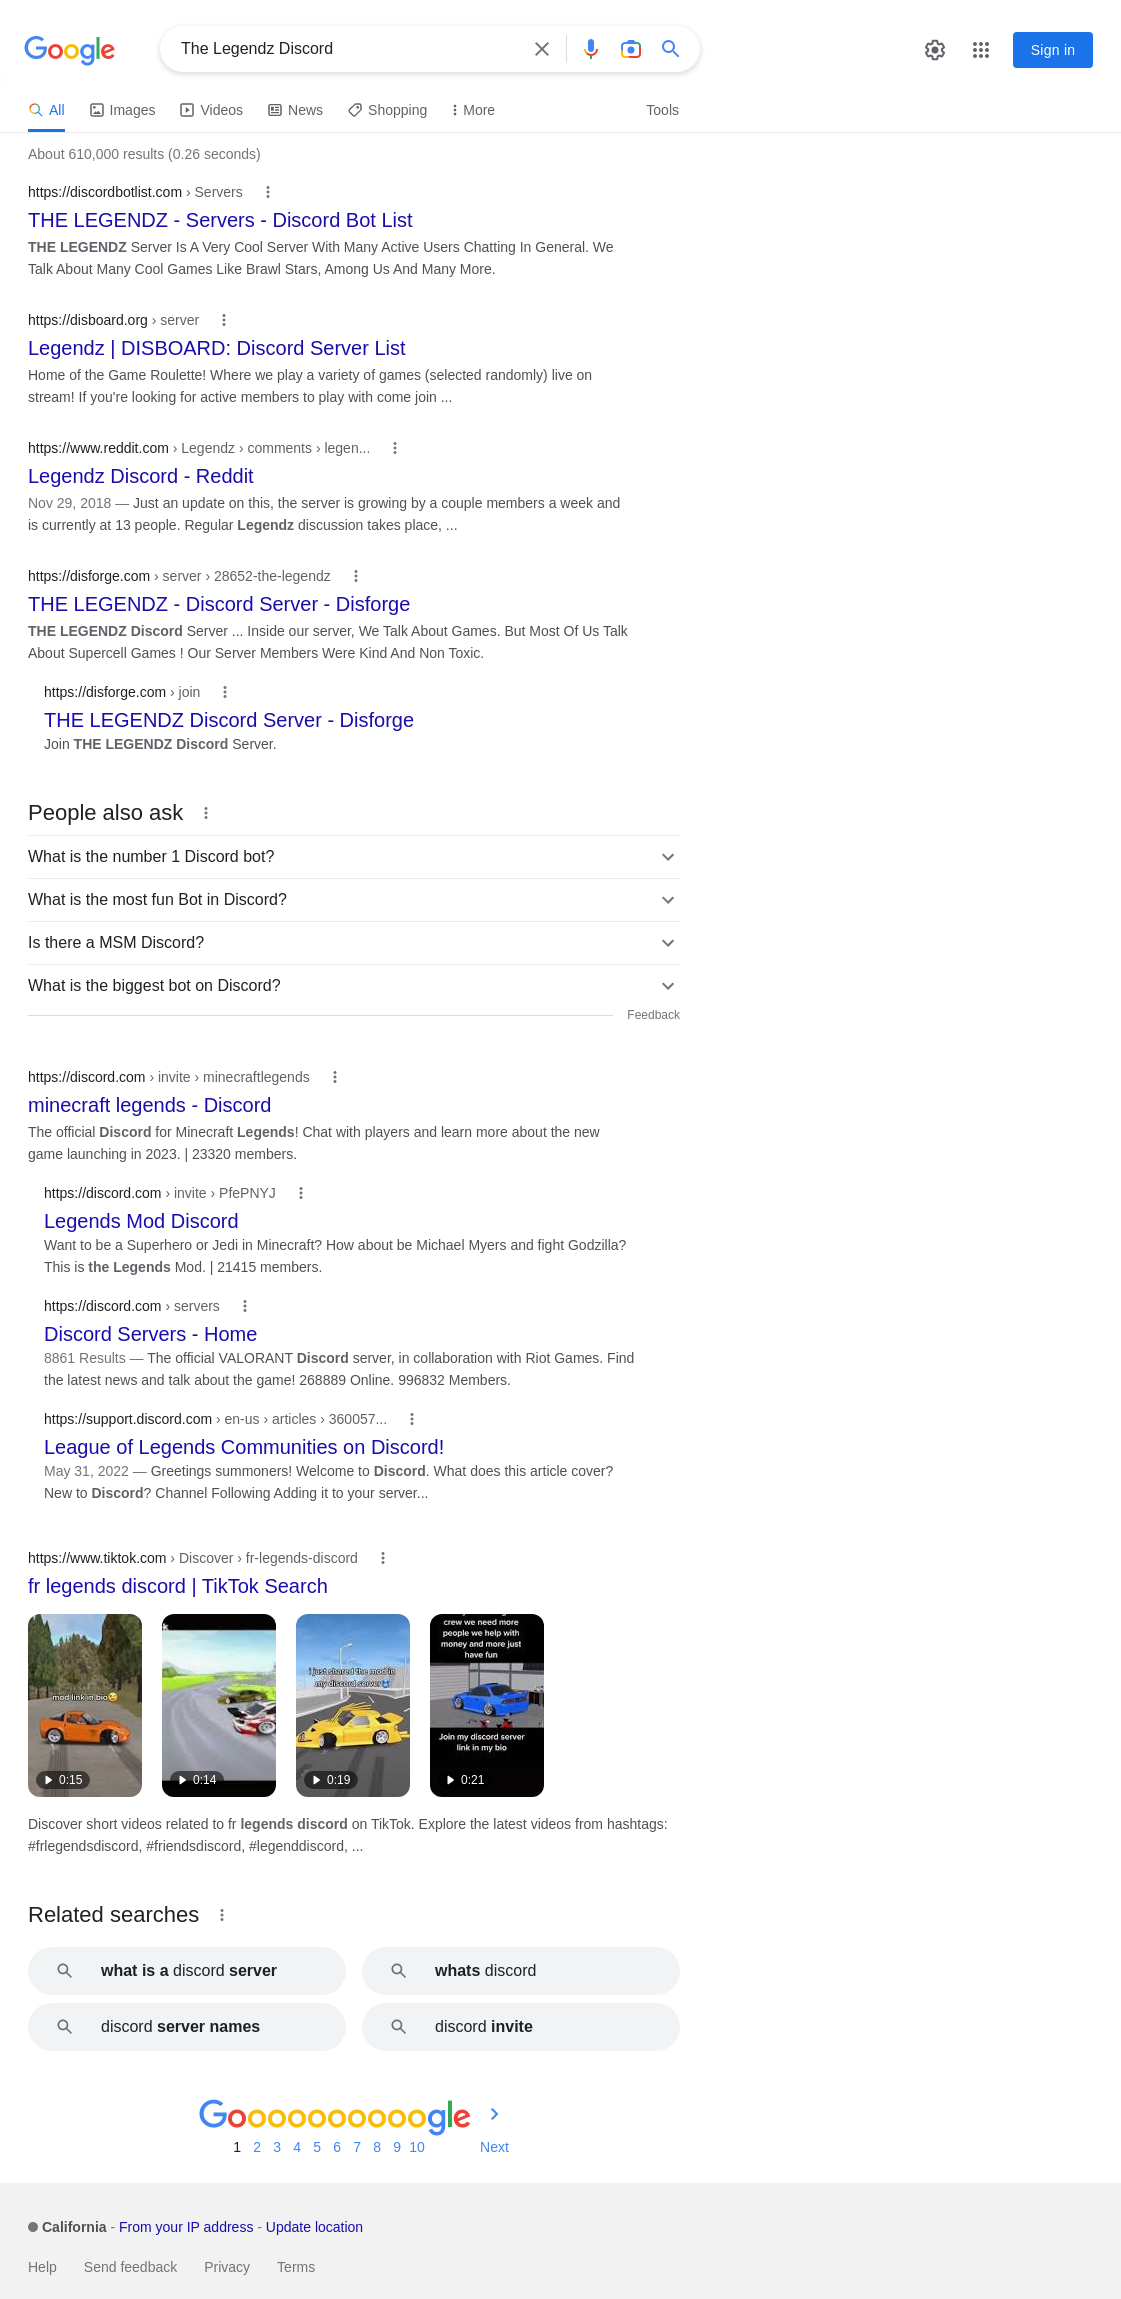 Google
The Legendz Discord
Sign in
All
Images
Videos
News
Shopping
More
Tools
About 610,000 results (0.26 seconds)
https://discordbotlist.com › Servers
THE LEGENDZ - Servers - Discord Bot List
THE LEGENDZ Server Is A Very Cool Server With Many Active Users Chatting In General. We
Talk About Many Cool Games Like Brawl Stars, Among Us And Many More.
https://disboard.org › server
Legendz | DISBOARD: Discord Server List
Home of the Game Roulette! Where we play a variety of games (selected randomly) live on
stream! If you're looking for active members to play with come join ...
https://www.reddit.com › Legendz › comments › legen...
Legendz Discord - Reddit
Nov 29, 2018 — Just an update on this, the server is growing by a couple members a week and
is currently at 13 people. Regular Legendz discussion takes place, ...
https://disforge.com › server › 28652-the-legendz
THE LEGENDZ - Discord Server - Disforge
THE LEGENDZ Discord Server ... Inside our server, We Talk About Games. But Most Of Us Talk
About Supercell Games ! Our Server Members Were Kind And Non Toxic.
https://disforge.com › join
THE LEGENDZ Discord Server - Disforge
Join THE LEGENDZ Discord Server.
People also ask
What is the number 1 Discord bot?
What is the most fun Bot in Discord?
Is there a MSM Discord?
What is the biggest bot on Discord?
Feedback
https://discord.com › invite › minecraftlegends
minecraft legends - Discord
The official Discord for Minecraft Legends! Chat with players and learn more about the new
game launching in 2023. | 23320 members.
https://discord.com › invite › PfePNYJ
Legends Mod Discord
Want to be a Superhero or Jedi in Minecraft? How about be Michael Myers and fight Godzilla?
This is the Legends Mod. | 21415 members.
https://discord.com › servers
Discord Servers - Home
8861 Results — The official VALORANT Discord server, in collaboration with Riot Games. Find
the latest news and talk about the game! 268889 Online. 996832 Members.
https://support.discord.com › en-us › articles › 360057...
League of Legends Communities on Discord!
May 31, 2022 — Greetings summoners! Welcome to Discord. What does this article cover?
New to Discord? Channel Following Adding it to your server...
https://www.tiktok.com › Discover › fr-legends-discord
fr legends discord | TikTok Search
mod link in bio
0:15
0:14
i just shared the mod in
my discord server
0:19
crew we need more
people we help with
money and more just
have fun
Join my discord server
link in my bio
0:21
Discover short videos related to fr legends discord on TikTok. Explore the latest videos from hashtags:
#frlegendsdiscord, #friendsdiscord, #legenddiscord, ...
Related searches
what is a discord server
whats discord
discord server names
discord invite
Goooooooooogle
1 2 3 4 5 6 7 8 9 10 Next
California - From your IP address - Update location
Help Send feedback Privacy Terms